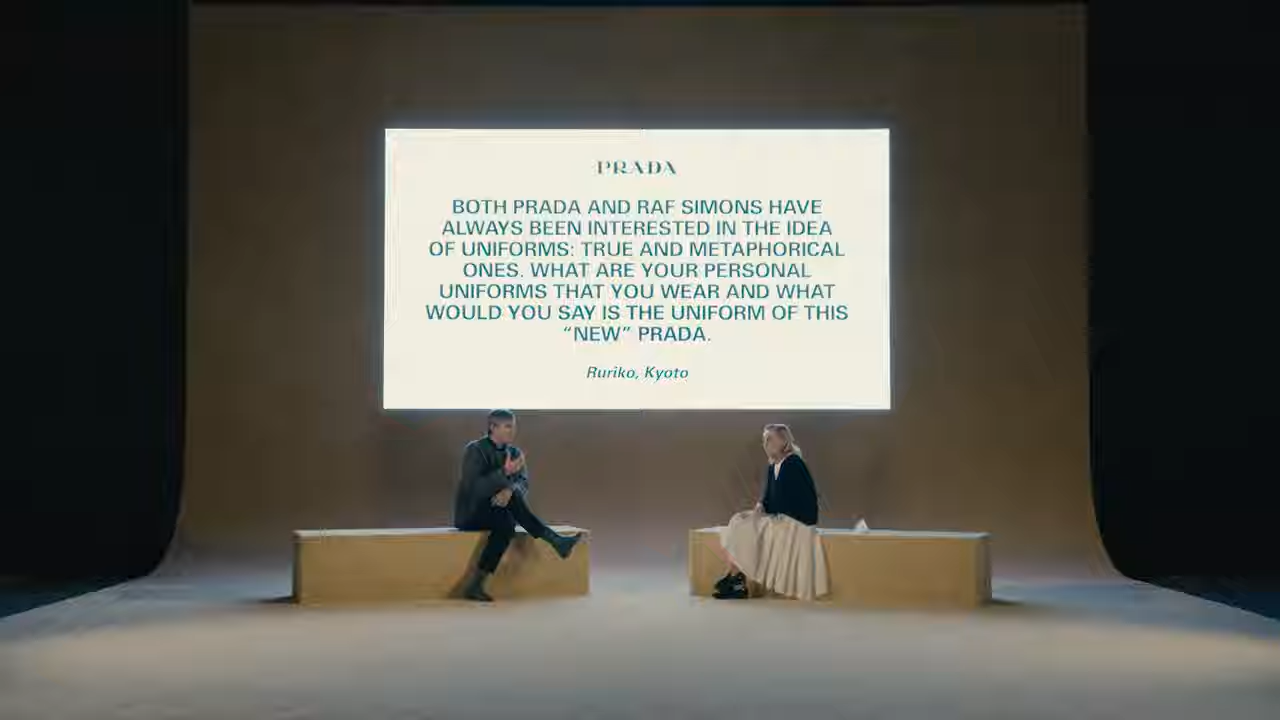 PRADA
BOTH PRADA AND RAF SIMONS HAVE
ALWAYS BEEN INTERESTED IN THE IDEA
OF UNIFORMS: TRUE AND METAPHORICAL
ONES. WHAT ARE YOUR PERSONAL
UNIFORMS THAT YOU WEAR AND WHAT
WOULD YOU SAY IS THE UNIFORM OF THIS
“NEW” PRADA.
Ruriko, Kyoto